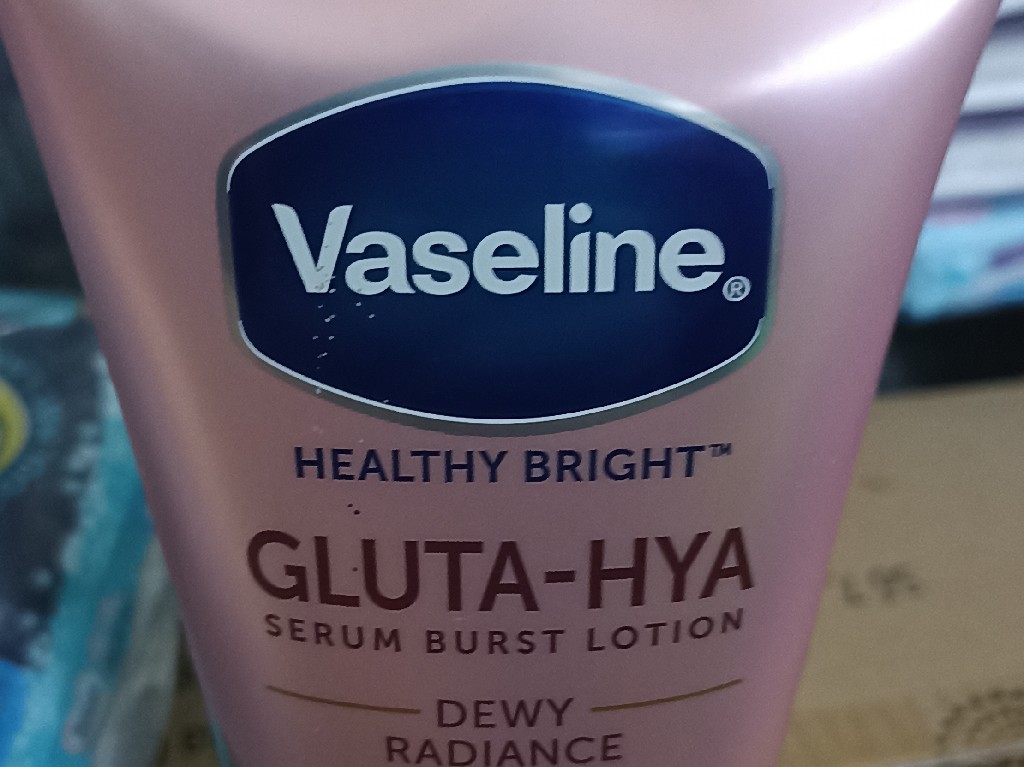 Vaseline®
HEALTHY BRIGHT™
GLUTA-HYA
SERUM BURST LOTION
DEWY
RADIANCE